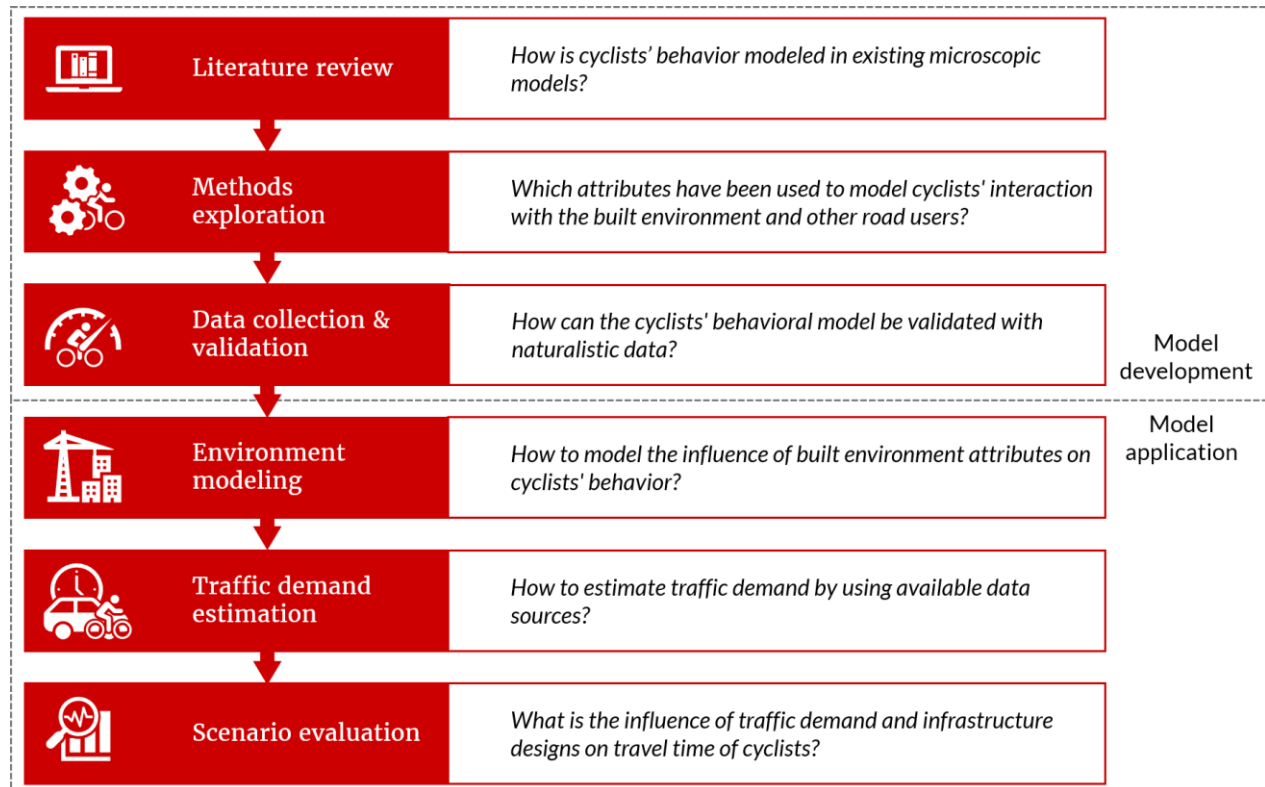 Literature review
How is cyclists’ behavior modeled in existing microscopic
models?
Methods
exploration
Which attributes have been used to model cyclists' interaction
with the built environment and other road users?
Data collection &
validation
How can the cyclists' behavioral model be validated with
naturalistic data?
Model
development
Model
application
Environment
modeling
How to model the influence of built environment attributes on
cyclists' behavior?
Traffic demand
estimation
How to estimate traffic demand by using available data
sources?
Scenario evaluation
What is the influence of traffic demand and infrastructure
designs on travel time of cyclists?